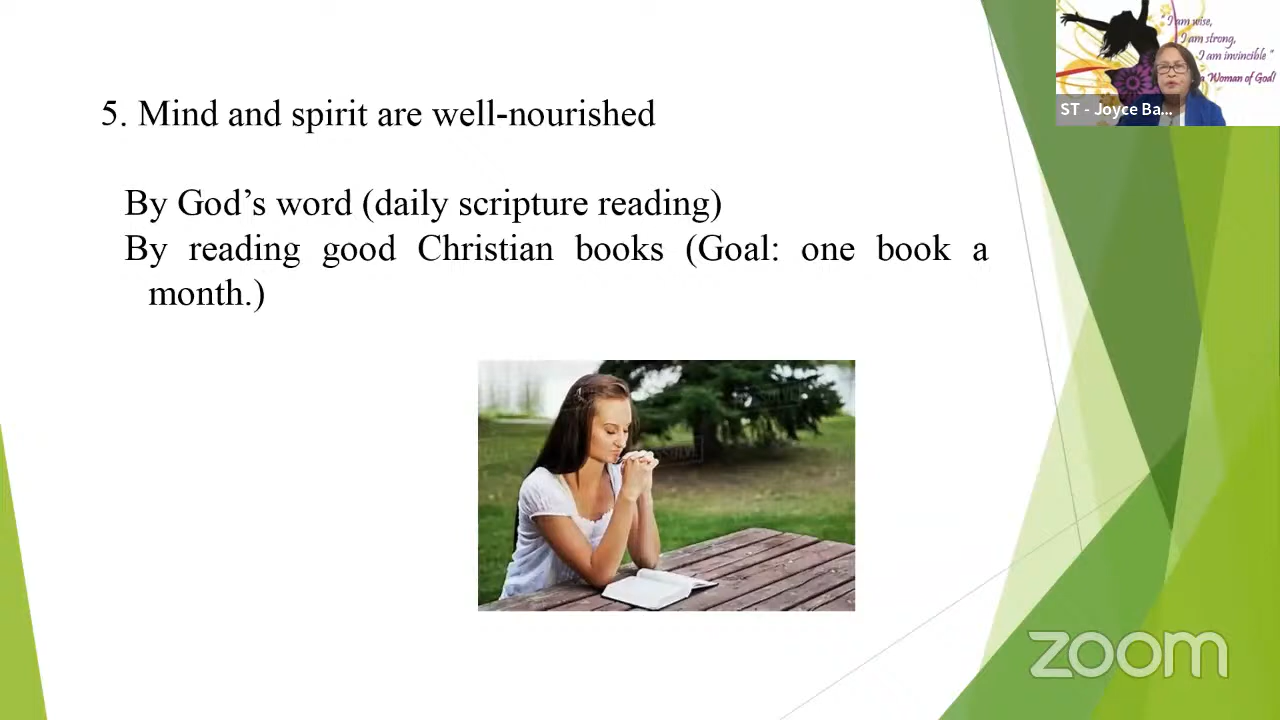 5. Mind and spirit are well-nourished
By God’s word (daily scripture reading)
By reading good Christian books (Goal: one book a
month.)
"I am wise,
I am strong,
I am invincible "
a Woman of God!
ST - Joyce Ba...
zoom